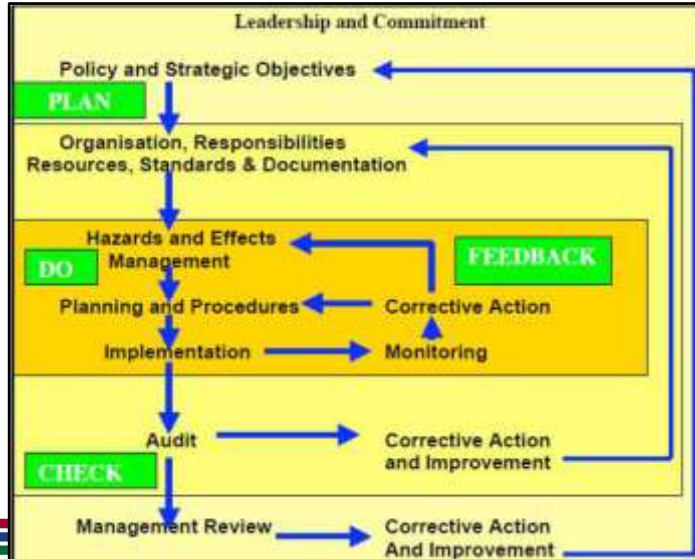 Leadership and Commitment
Policy and Strategic Objectives
PLAN
Organisation, Responsibilities
Resources, Standards & Documentation
Hazards and Effects
Management
DO
FEEDBACK
Planning and Procedures
Corrective Action
Implementation
Monitoring
Audit
Corrective Action
and Improvement
CHECK
Management Review
Corrective Action
And Improvement